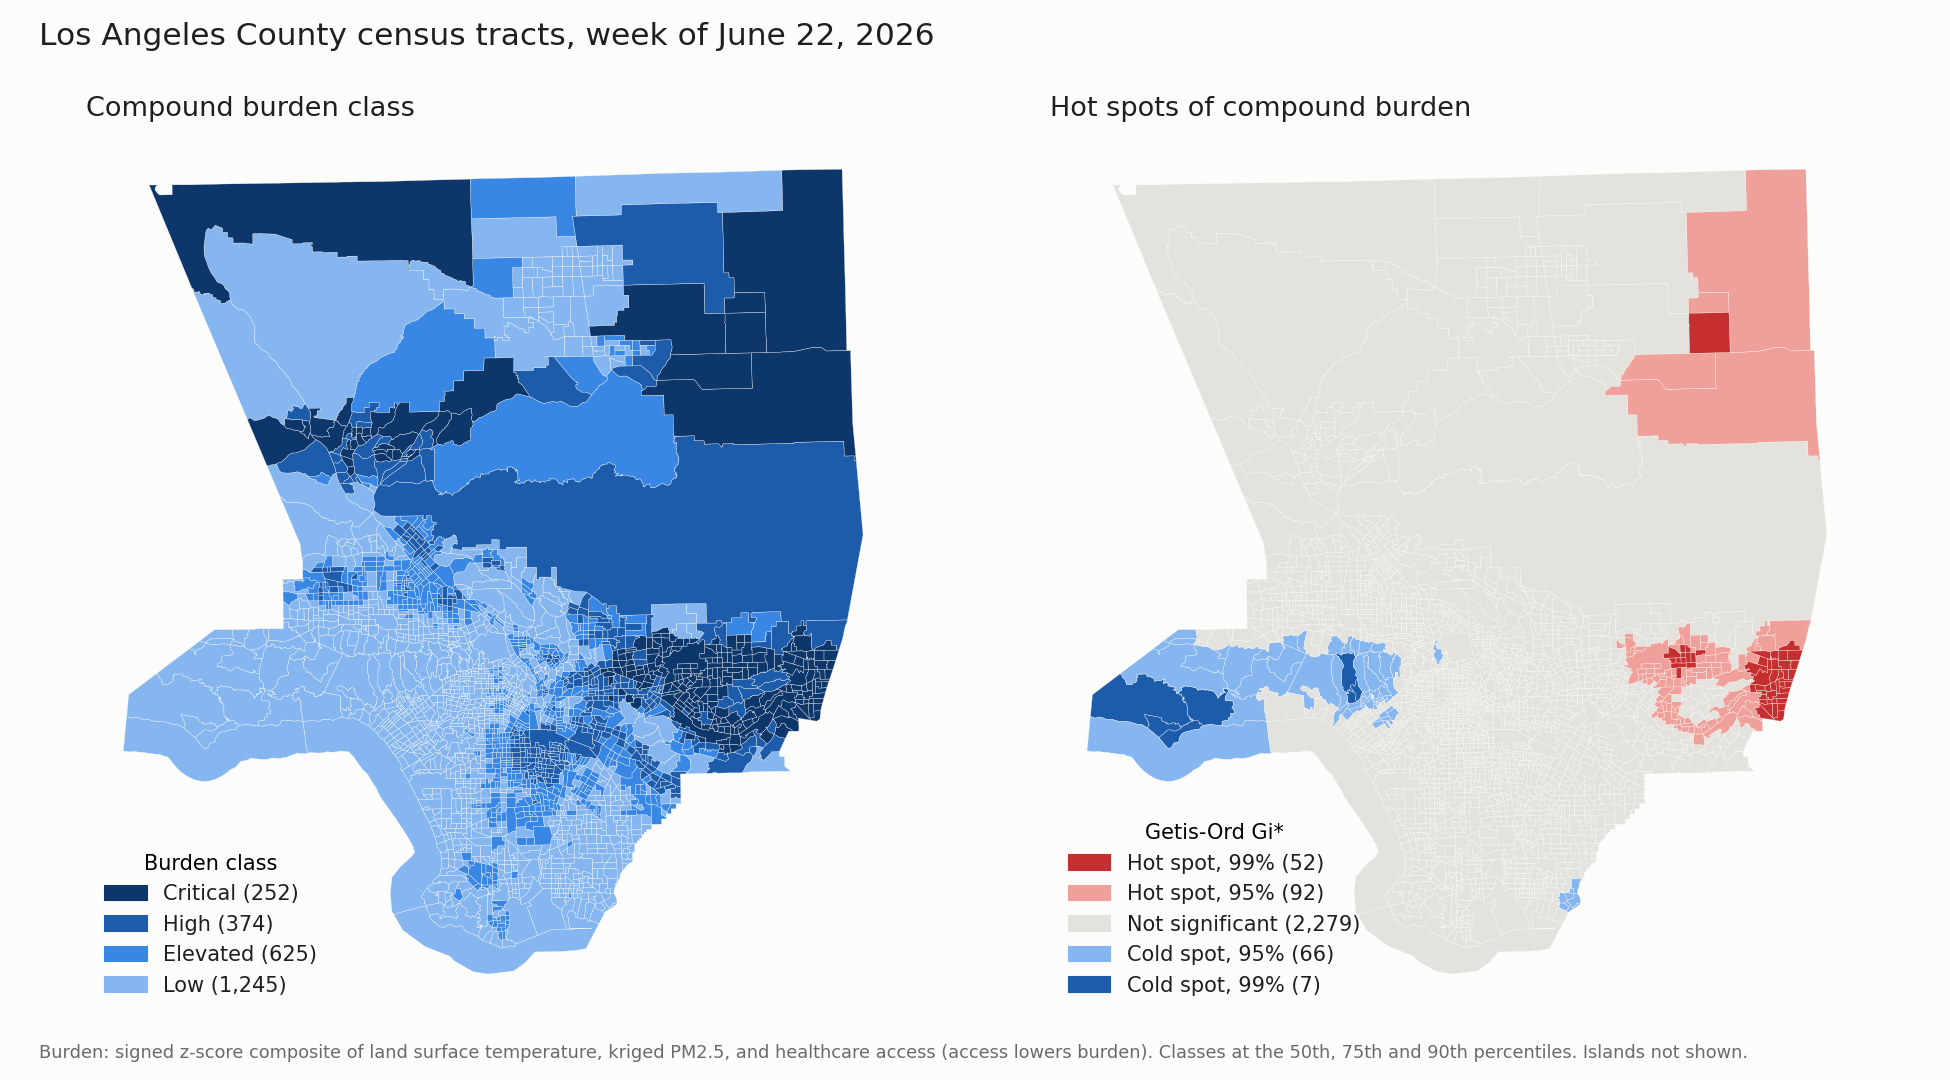 Los Angeles County census tracts, week of June 22, 2026
Compound burden class
Hot spots of compound burden
Burden class
Critical (252)
High (374)
Elevated (625)
Low (1,245)
Getis-Ord Gi*
Hot spot, 99% (52)
Hot spot, 95% (92)
Not significant (2,279)
Cold spot, 95% (66)
Cold spot, 99% (7)
Burden: signed z-score composite of land surface temperature, kriged PM2.5, and healthcare access (access lowers burden). Classes at the 50th, 75th and 90th percentiles. Islands not shown.